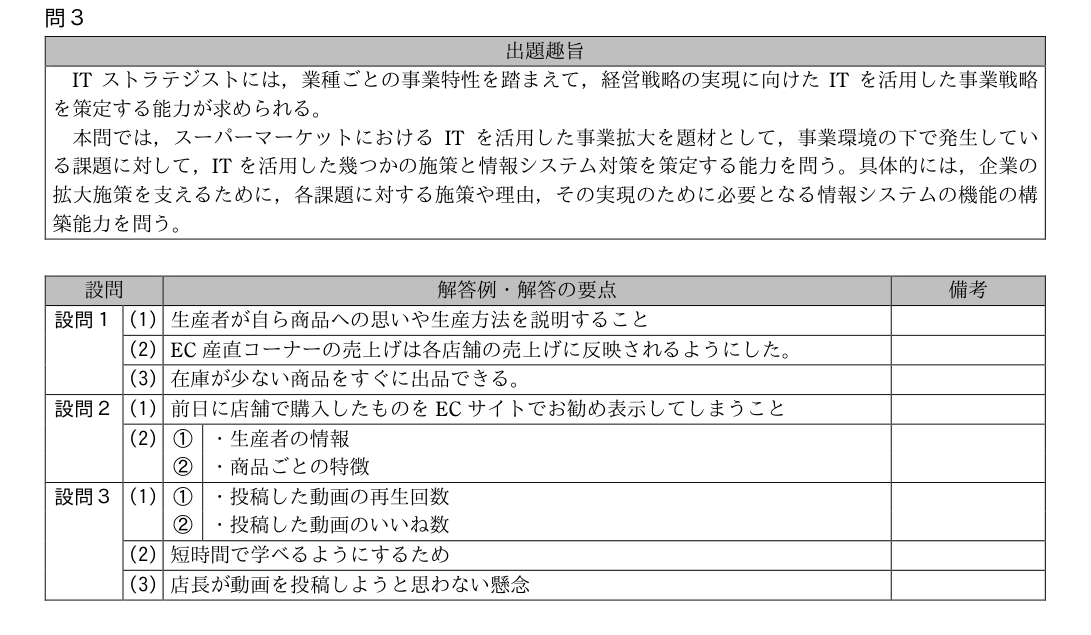 問３
出題趣旨
IT ストラテジストには，業種ごとの事業特性を踏まえて，経営戦略の実現に向けた IT を活用した事業戦略
を策定する能力が求められる。
本問では，スーパーマーケットにおける IT を活用した事業拡大を題材として，事業環境の下で発生してい
る課題に対して，IT を活用した幾つかの施策と情報システム対策を策定する能力を問う。具体的には，企業の
拡大施策を支えるために，各課題に対する施策や理由，その実現のために必要となる情報システムの機能の構
築能力を問う。
設問 解答例・解答の要点 備考
設問１ (1) 生産者が自ら商品への思いや生産方法を説明すること
(2) EC 産直コーナーの売上げは各店舗の売上げに反映されるようにした。
(3) 在庫が少ない商品をすぐに出品できる。
設問２ (1) 前日に店舗で購入したものを EC サイトでお勧め表示してしまうこと
(2) ① ・生産者の情報
② ・商品ごとの特徴
設問３ (1) ① ・投稿した動画の再生回数
② ・投稿した動画のいいね数
(2) 短時間で学べるようにするため
(3) 店長が動画を投稿しようと思わない懸念